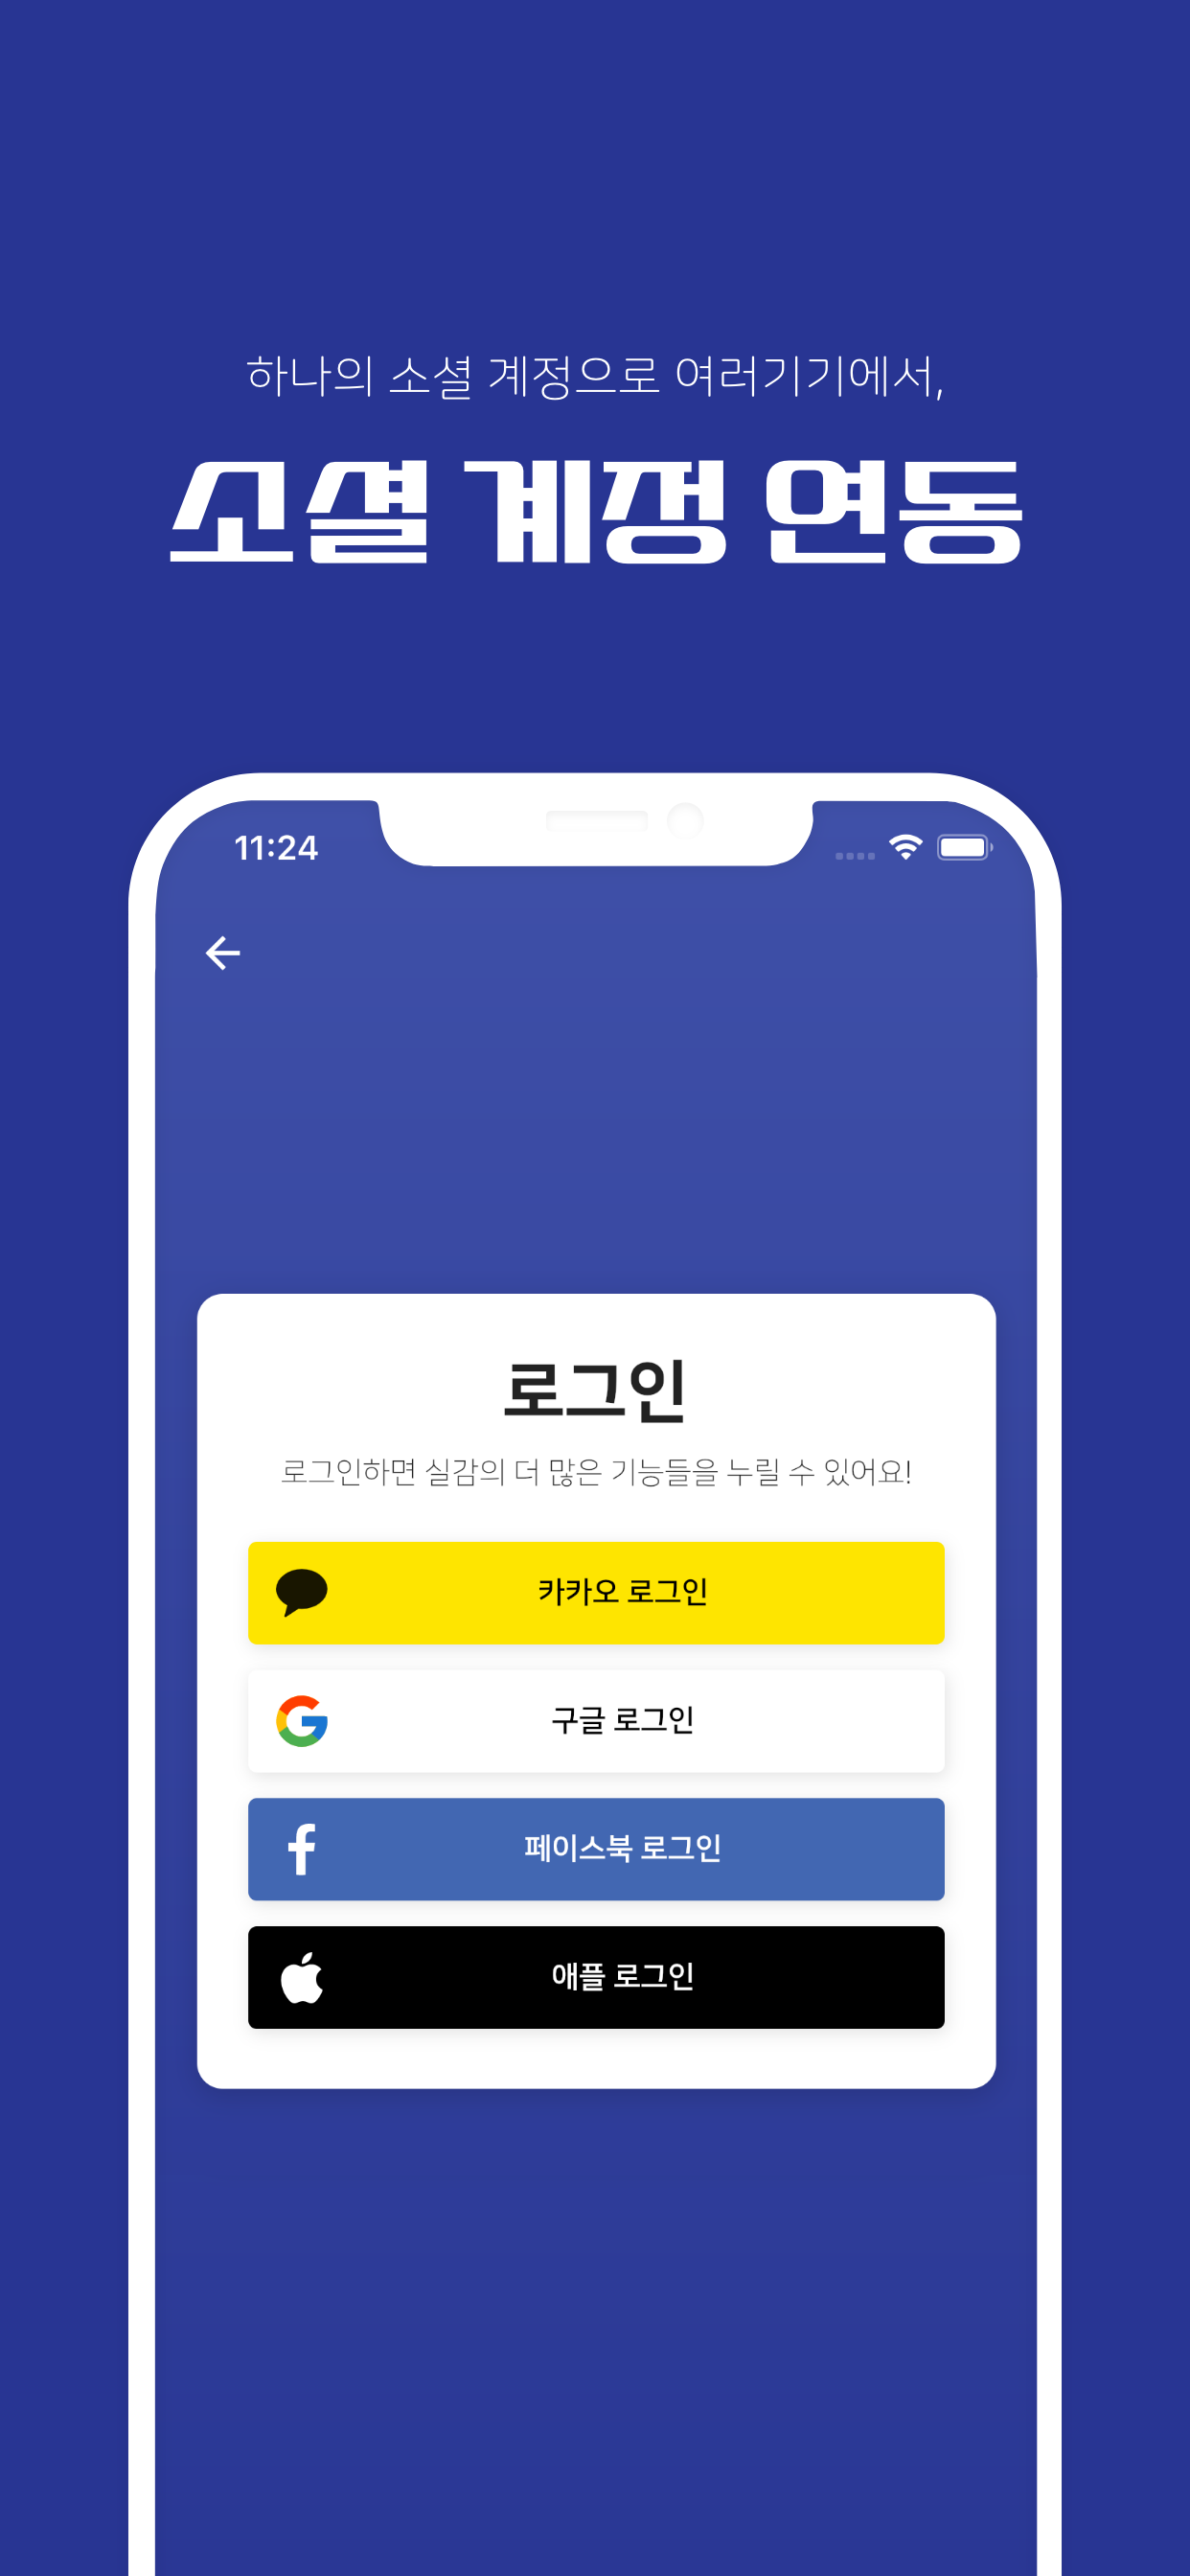 하나의 소셜 계정으로 여러기기에서,
소셜 계정 연동
11:24
로그인
로그인하면 실감의 더 많은 기능들을 누릴 수 있어요!
카카오 로그인
구글 로그인
페이스북 로그인
애플 로그인